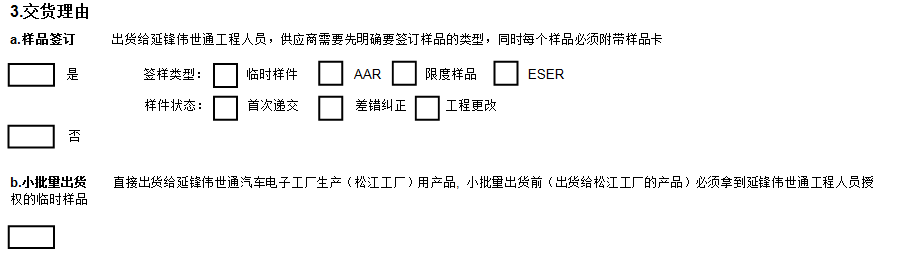 3.交货理由
a.样品签订 出货给延锋伟世通工程人员，供应商需要先明确要签订样品的类型，同时每个样品必须附带样品卡
是 签样类型： 临时样件 AAR 限度样品 ESER
样件状态： 首次递交 差错纠正 工程更改
否
b.小批量出货 直接出货给延锋伟世通汽车电子工厂生产（松江工厂）用产品, 小批量出货前（出货给松江工厂的产品）必须拿到延锋伟世通工程人员授
权的临时样品